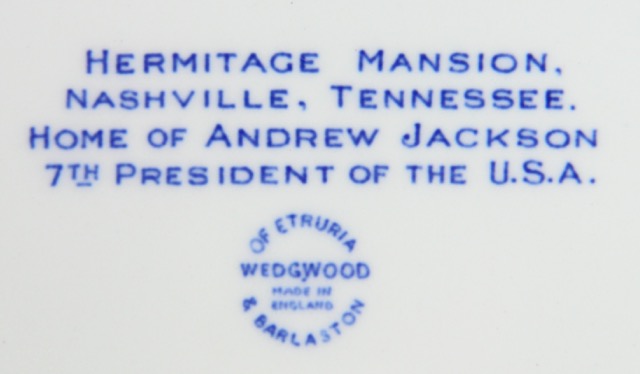 HERMITAGE MANSION,
NASHVILLE, TENNESSEE.
HOME OF ANDREW JACKSON
7TH PRESIDENT OF THE U.S.A.
OF ETRURIA
WEDGWOOD
MADE IN
ENGLAND
& BARLASTON